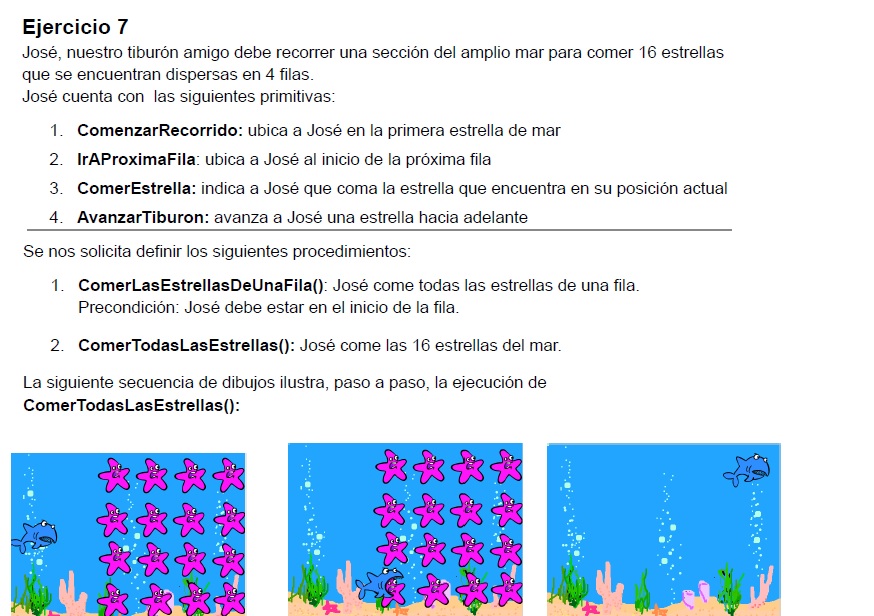 Ejercicio 7
José, nuestro tiburón amigo debe recorrer una sección del amplio mar para comer 16 estrellas
que se encuentran dispersas en 4 filas.
José cuenta con las siguientes primitivas:
1. ComenzarRecorrido: ubica a José en la primera estrella de mar
2. IrAProximaFila: ubica a José al inicio de la próxima fila
3. ComerEstrella: indica a José que coma la estrella que encuentra en su posición actual
4. AvanzarTiburon: avanza a José una estrella hacia adelante
Se nos solicita definir los siguientes procedimientos:
1. ComerLasEstrellasDeUnaFila(): José come todas las estrellas de una fila.
Precondición: José debe estar en el inicio de la fila.
2. ComerTodasLasEstrellas(): José come las 16 estrellas del mar.
La siguiente secuencia de dibujos ilustra, paso a paso, la ejecución de
ComerTodasLasEstrellas():